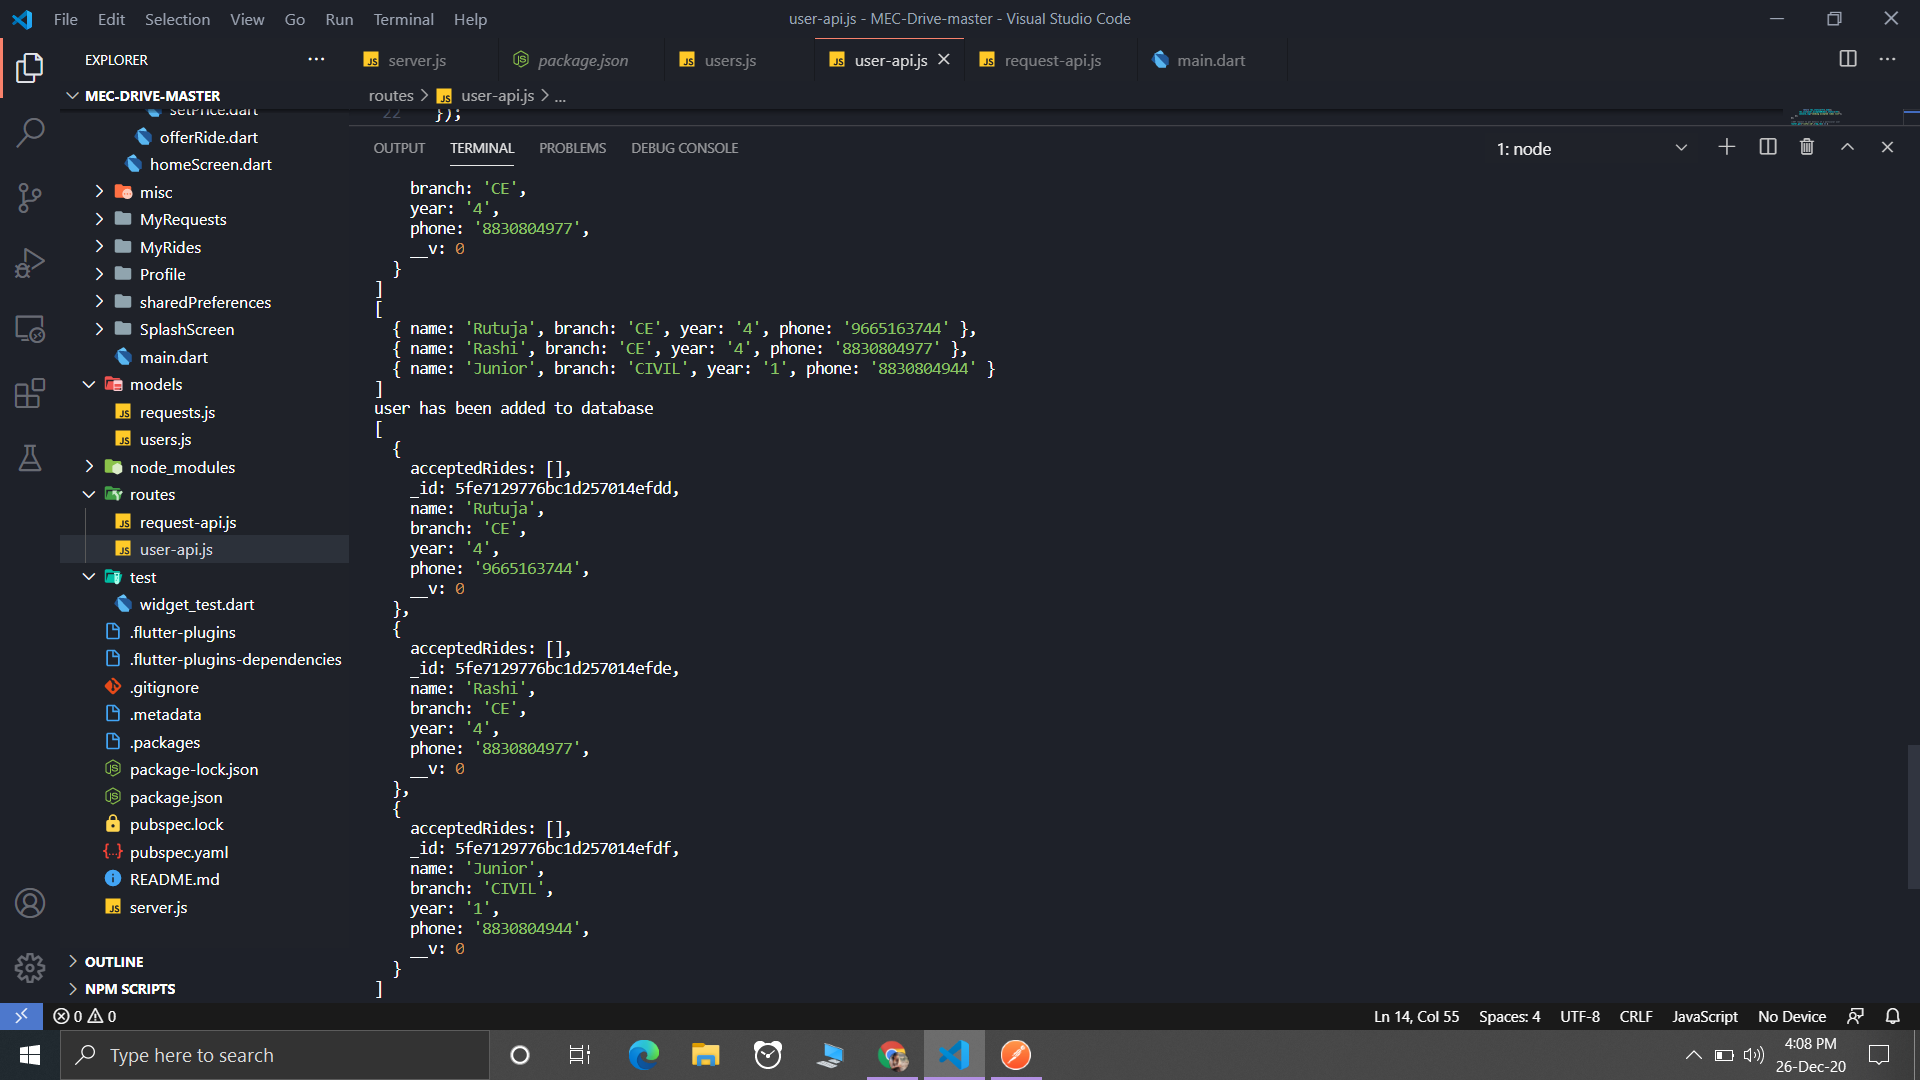 File Edit Selection View Go Run Terminal Help
user-api.js - MEC-Drive-master - Visual Studio Code
EXPLORER
server.js package.json users.js user-api.js request-api.js main.dart
MEC-DRIVE-MASTER
routes > user-api.js > ...
setPrice.dart
offerRide.dart
homeScreen.dart
misc
MyRequests
MyRides
Profile
sharedPreferences
SplashScreen
main.dart
models
requests.js
users.js
node_modules
routes
request-api.js
user-api.js
test
widget_test.dart
.flutter-plugins
.flutter-plugins-dependencies
.gitignore
.metadata
.packages
package-lock.json
package.json
pubspec.lock
pubspec.yaml
README.md
server.js
OUTLINE
NPM SCRIPTS
22 });
OUTPUT TERMINAL PROBLEMS DEBUG CONSOLE
1: node
branch: 'CE',
year: '4',
phone: '8830804977',
__v: 0
}
]
[
{ name: 'Rutuja', branch: 'CE', year: '4', phone: '9665163744' },
{ name: 'Rashi', branch: 'CE', year: '4', phone: '8830804977' },
{ name: 'Junior', branch: 'CIVIL', year: '1', phone: '8830804944' }
]
user has been added to database
[
{
acceptedRides: [],
_id: 5fe7129776bc1d257014efdd,
name: 'Rutuja',
branch: 'CE',
year: '4',
phone: '9665163744',
__v: 0
},
{
acceptedRides: [],
_id: 5fe7129776bc1d257014efde,
name: 'Rashi',
branch: 'CE',
year: '4',
phone: '8830804977',
__v: 0
},
{
acceptedRides: [],
_id: 5fe7129776bc1d257014efdf,
name: 'Junior',
branch: 'CIVIL',
year: '1',
phone: '8830804944',
__v: 0
}
]
0 0
Ln 14, Col 55 Spaces: 4 UTF-8 CRLF JavaScript No Device
Type here to search
4:08 PM
26-Dec-20